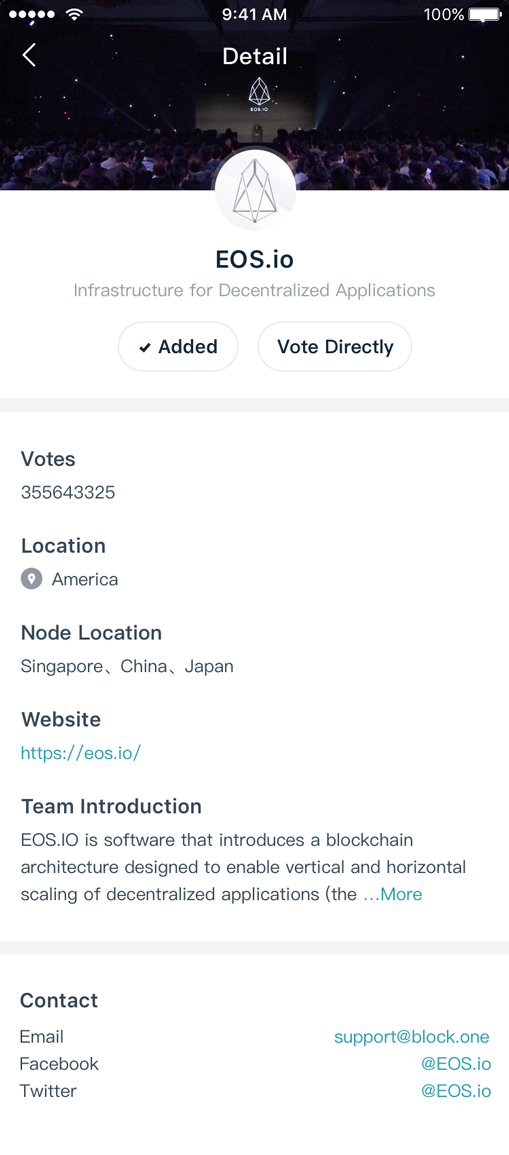 9:41 AM
100%
Detail
EOS.IO
EOS.io
Infrastructure for Decentralized Applications
Added
Vote Directly
Votes
355643325
Location
America
Node Location
Singapore、China、Japan
Website
https://eos.io/
Team Introduction
EOS.IO is software that introduces a blockchain
architecture designed to enable vertical and horizontal
scaling of decentralized applications (the ...More
Contact
Email support@block.one
Facebook @EOS.io
Twitter @EOS.io